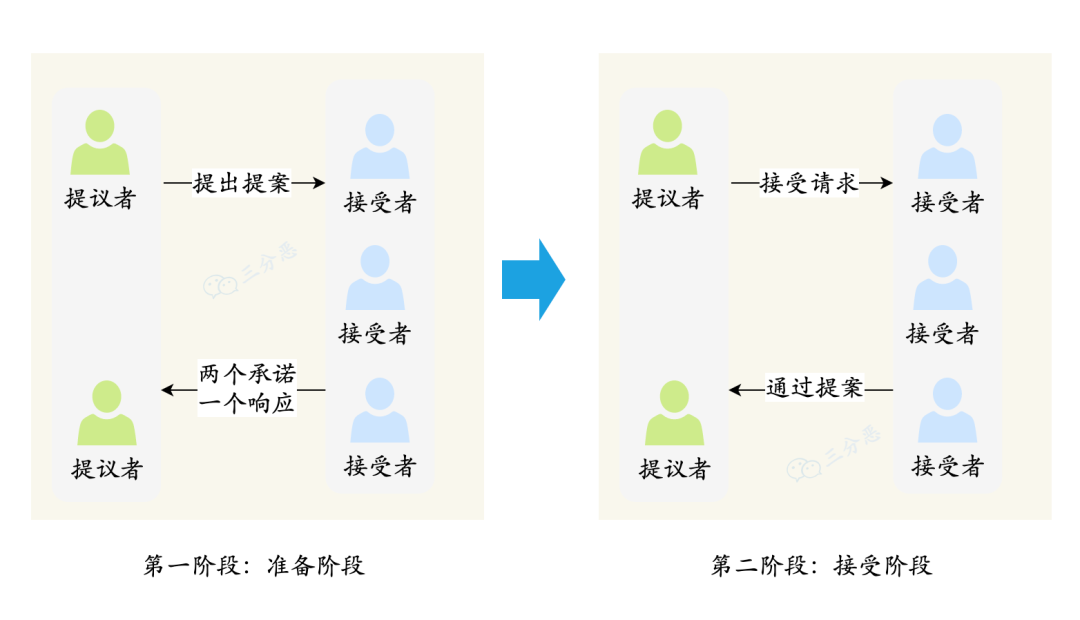 提议者
提出提案
接受者
三分恶
接受者
两个承诺
一个响应
提议者
接受者
第一阶段：准备阶段
提议者
接受请求
接受者
接受者
通过提案
三分恶
提议者
接受者
第二阶段：接受阶段